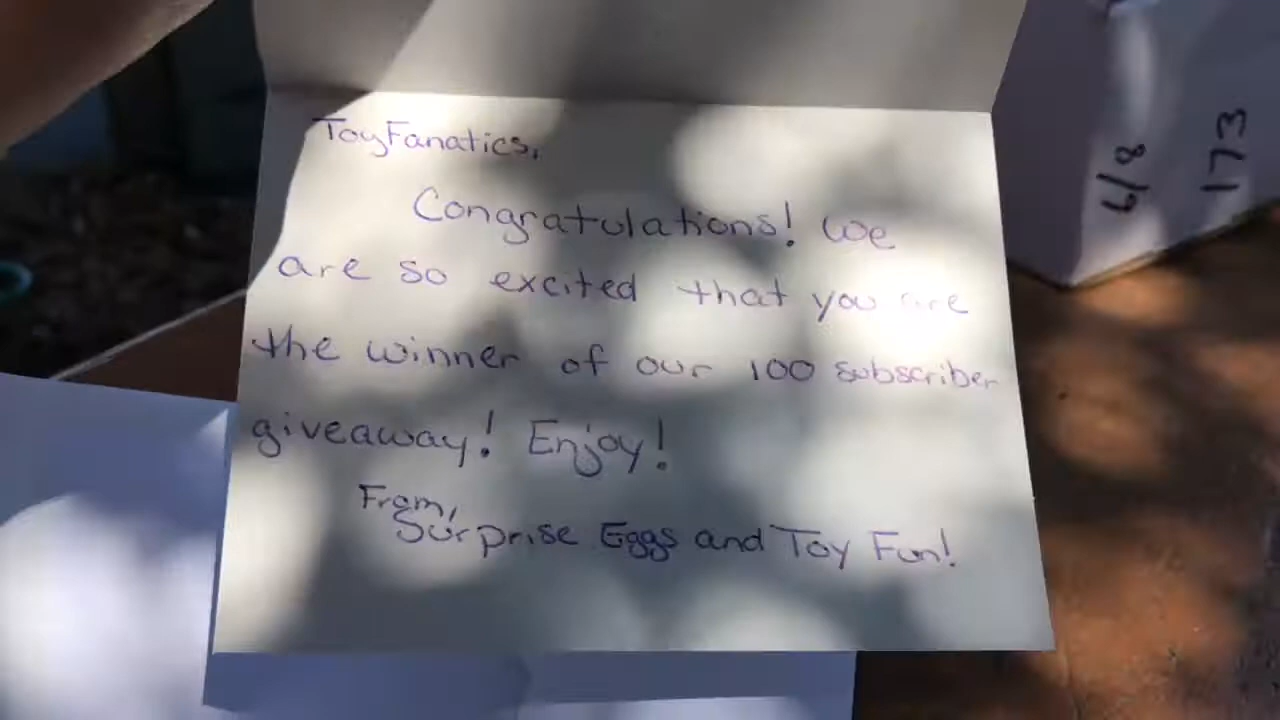 ToyFanatics,
Congratulations! We
are so excited that you are
the winner of our 100 subscriber
giveaway! Enjoy!
From,
Surprise Eggs and Toy Fun!
6/8
173